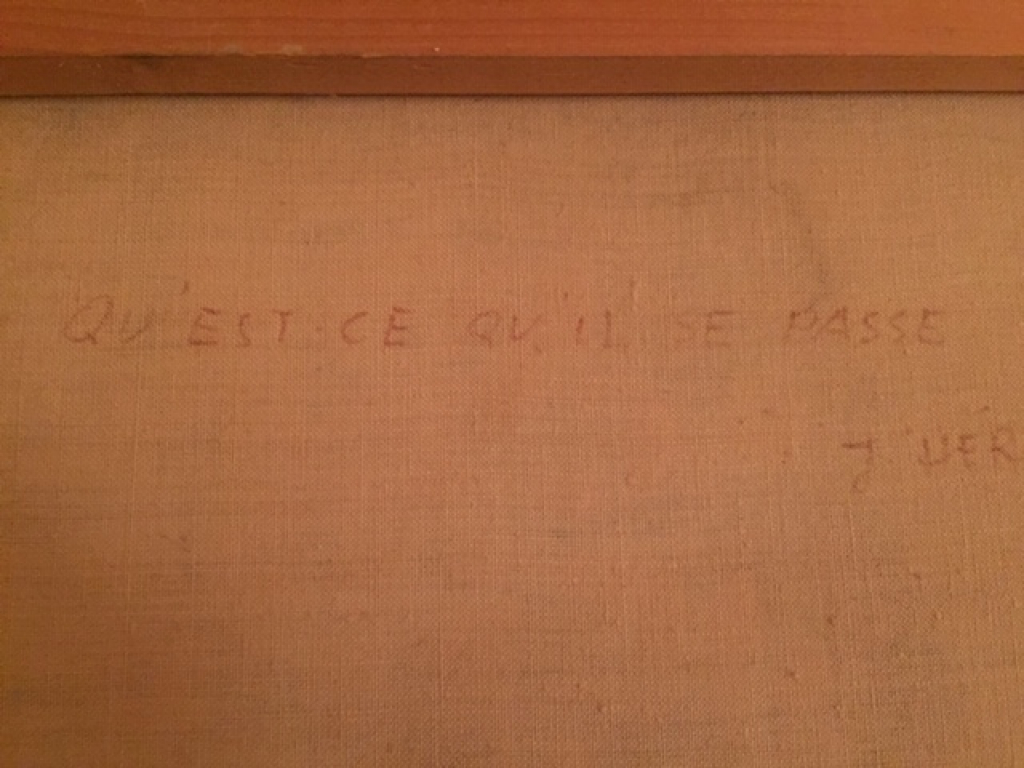 QU'EST-CE QU'IL SE PASSE
J. VER